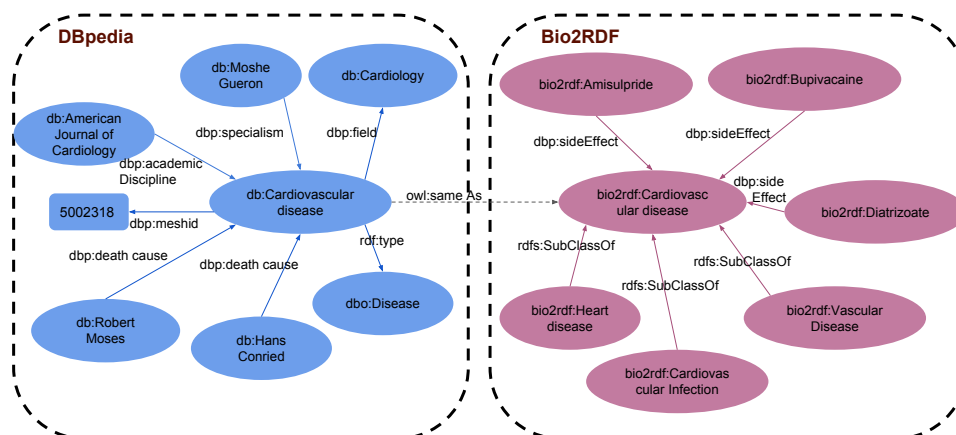 DBpedia
db:Moshe
Gueron
db:Cardiology
db:American
Journal of
Cardiology
dbp:specialism
dbp:field
dbp:academic
Discipline
db:Cardiovascular
disease
5002318
dbp:meshid
rdf:type
dbp:death cause
dbp:death cause
dbo:Disease
db:Robert
Moses
db:Hans
Conried
owl:same As
Bio2RDF
bio2rdf:Amisulpride
bio2rdf:Bupivacaine
dbp:sideEffect
dbp:sideEffect
dbp:side
Effect
bio2rdf:Cardiovasc
ular disease
bio2rdf:Diatrizoate
rdfs:SubClassOf
rdfs:SubClassOf
rdfs:SubClassOf
bio2rdf:Heart
disease
bio2rdf:Vascular
Disease
bio2rdf:Cardiovas
cular Infection